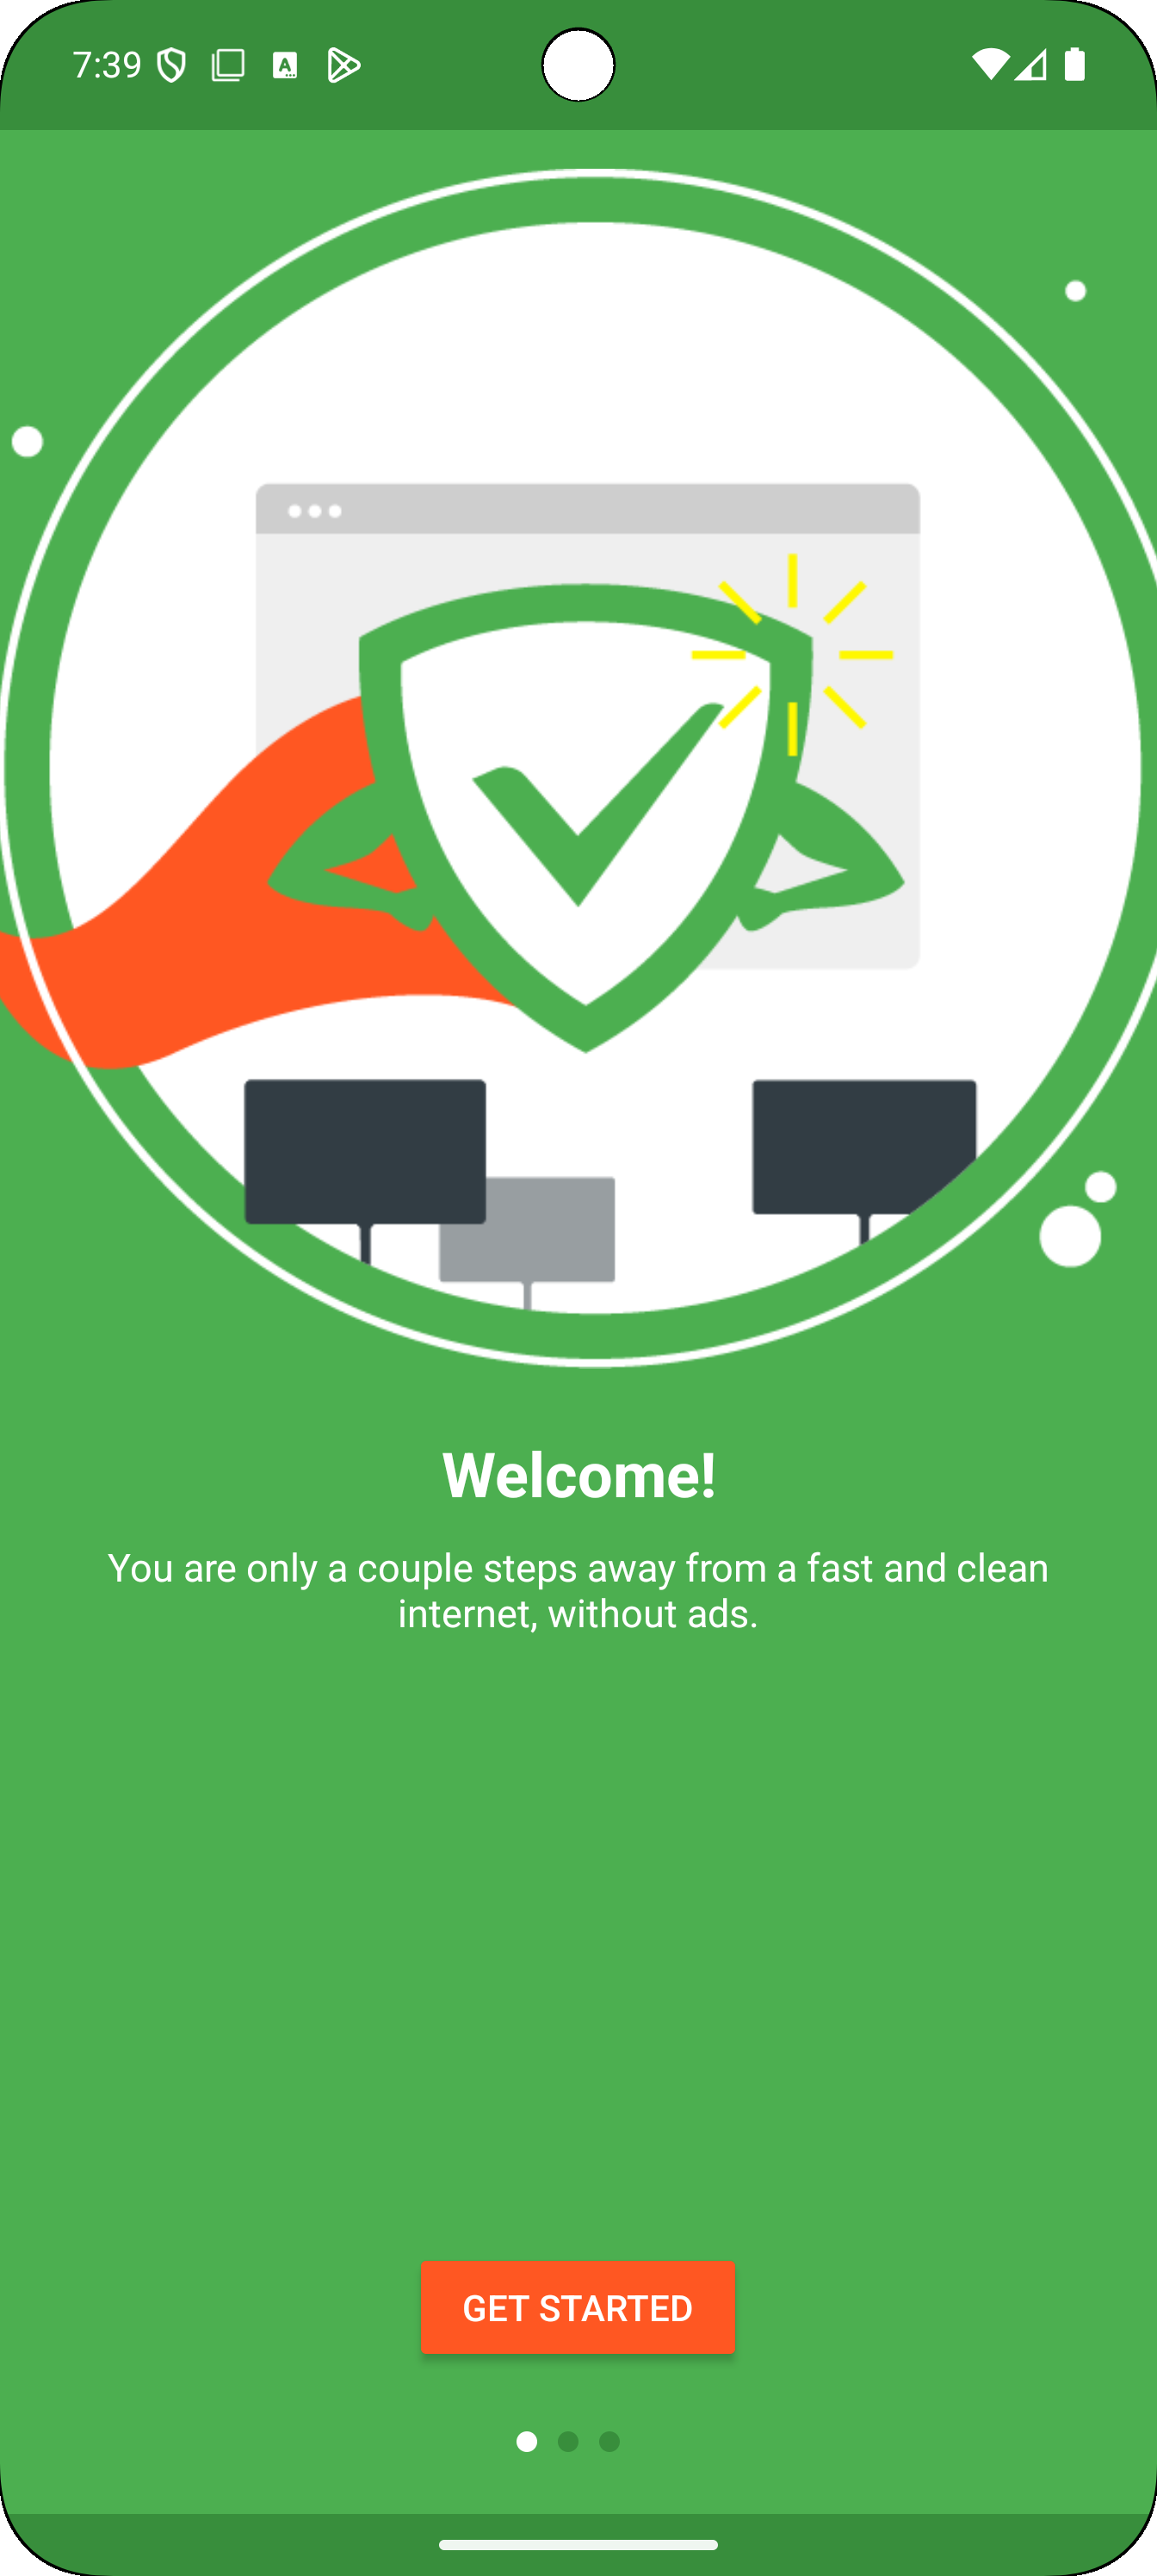 7:39
Welcome!
You are only a couple steps away from a fast and clean
internet, without ads.
GET STARTED